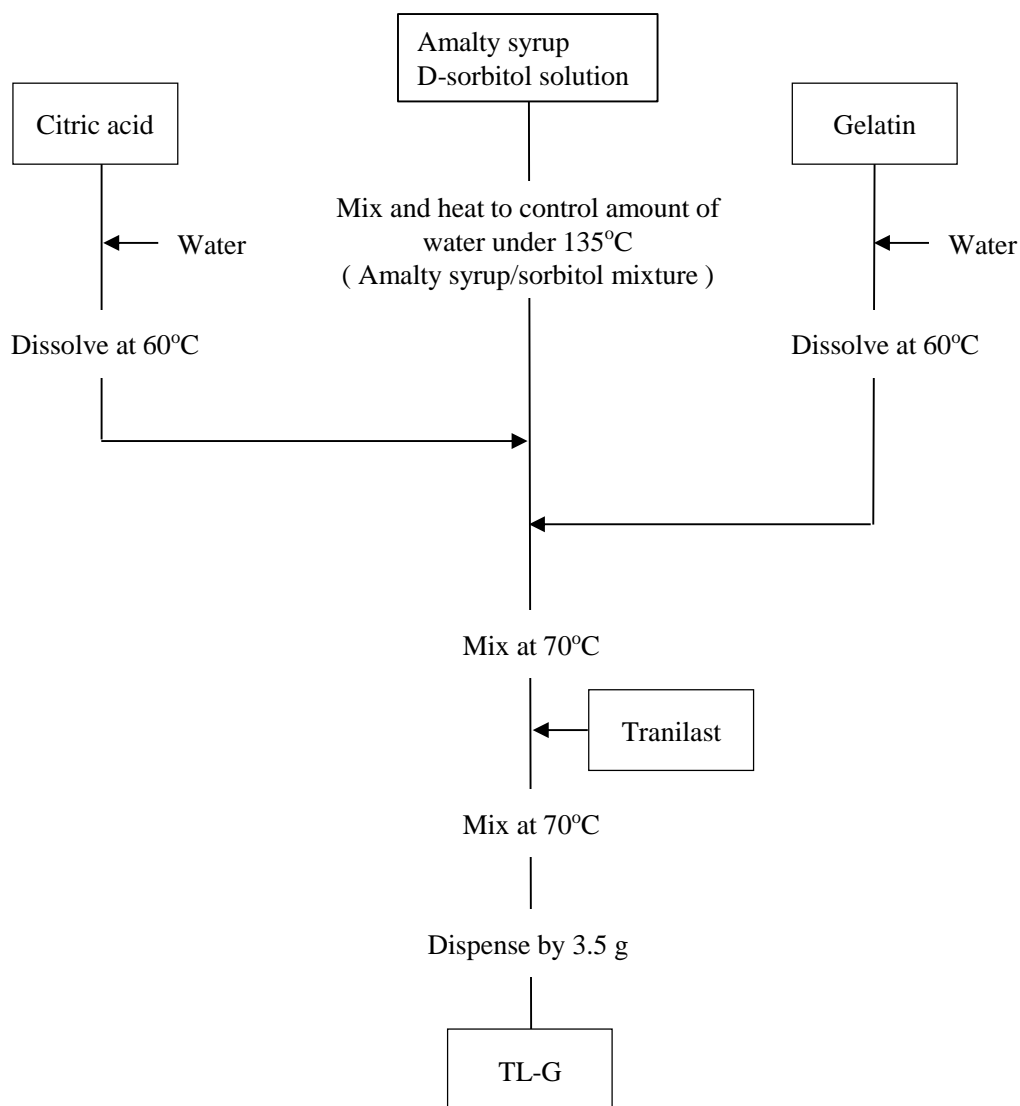 Amalty syrup
D-sorbitol solution
Citric acid
Gelatin
Mix and heat to control amount of
water under 135°C
( Amalty syrup/sorbitol mixture )
Water
Water
Dissolve at 60°C
Dissolve at 60°C
Mix at 70°C
Tranilast
Mix at 70°C
Dispense by 3.5 g
TL-G